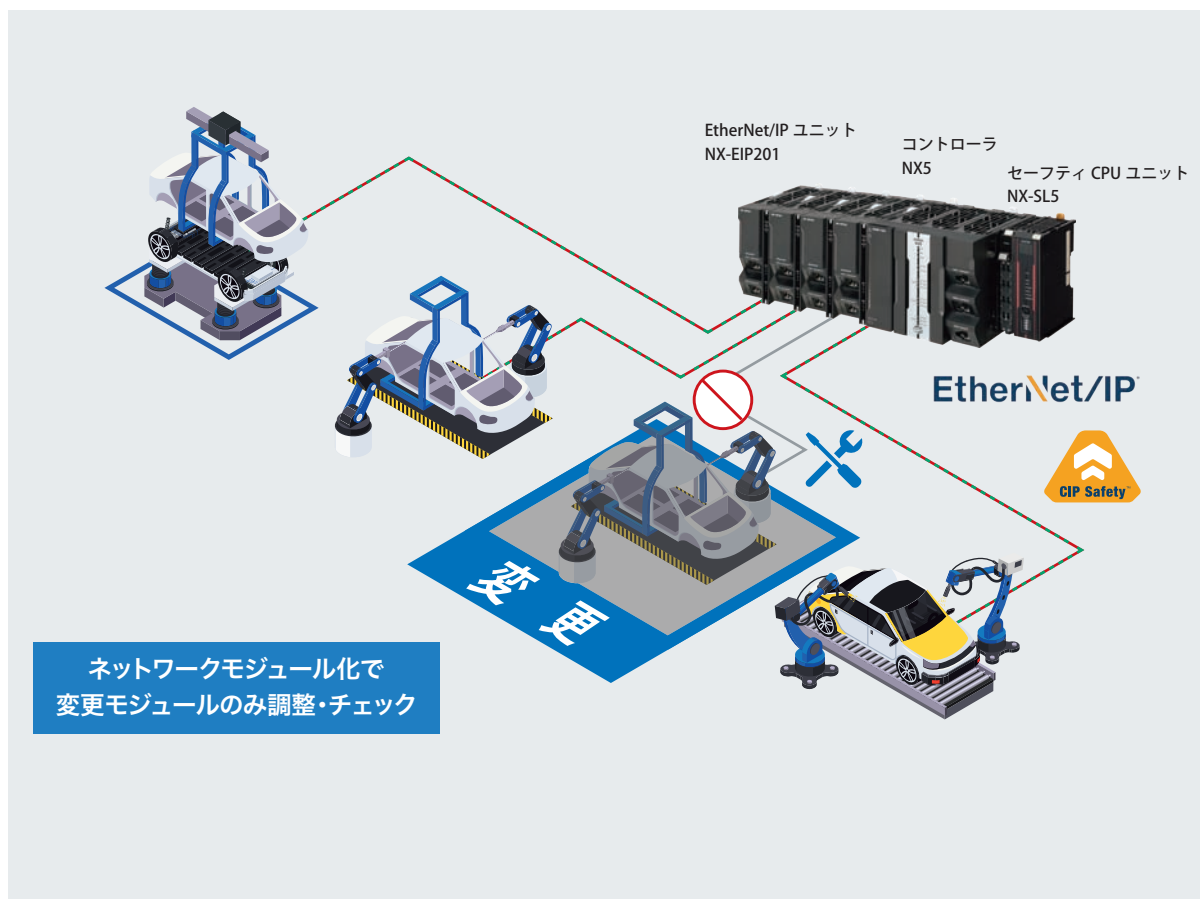 EtherNet/IP ユニット
NX-EIP201
コントローラ
NX5
セーフティ CPU ユニット
NX-SL5
EtherNet/IP
CIP Safety™
変更
ネットワークモジュール化で
変更モジュールのみ調整・チェック